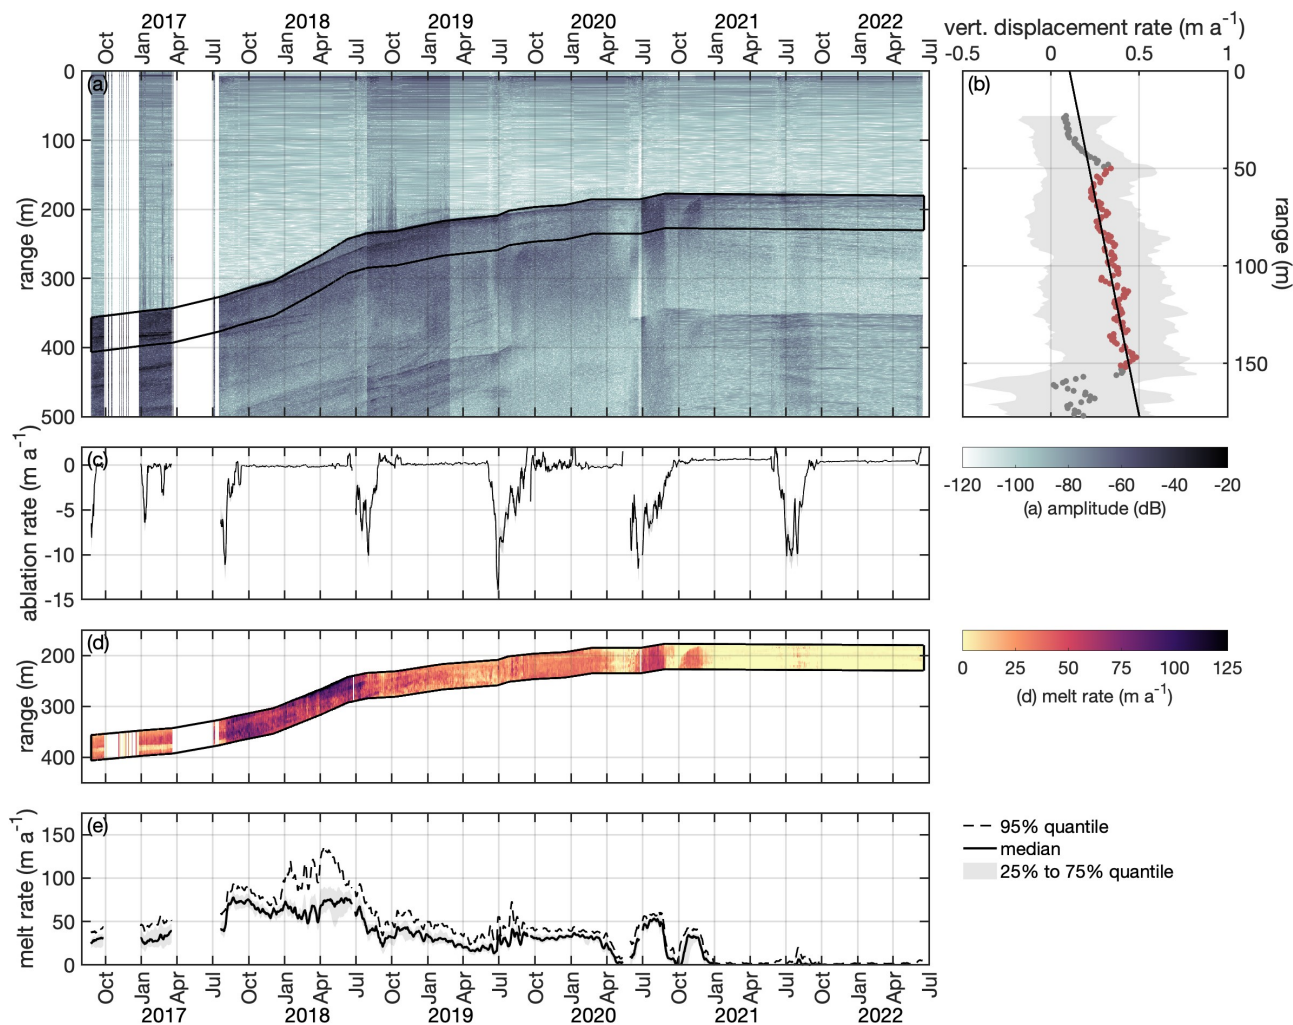 2017 2018 2019 2020 2021 2022
Oct Jan Apr Jul Oct Jan Apr Jul Oct Jan Apr Jul Oct Jan Apr Jul Oct Jan Apr Jul Oct Jan Apr Jul
vert. displacement rate (m a⁻¹)
-0.5 0 0.5 1
(a)
0
100
200
300
400
500
range (m)
(b)
0
50
100
150
range (m)
(c)
0
-5
-10
-15
ablation rate (m a⁻¹)
-120 -100 -80 -60 -40 -20
(a) amplitude (dB)
(d)
200
300
400
range (m)
0 25 50 75 100 125
(d) melt rate (m a⁻¹)
(e)
150
100
50
0
melt rate (m a⁻¹)
95% quantile
median
25% to 75% quantile
Oct Jan Apr Jul Oct Jan Apr Jul Oct Jan Apr Jul Oct Jan Apr Jul Oct Jan Apr Jul Oct Jan Apr Jul
2017 2018 2019 2020 2021 2022